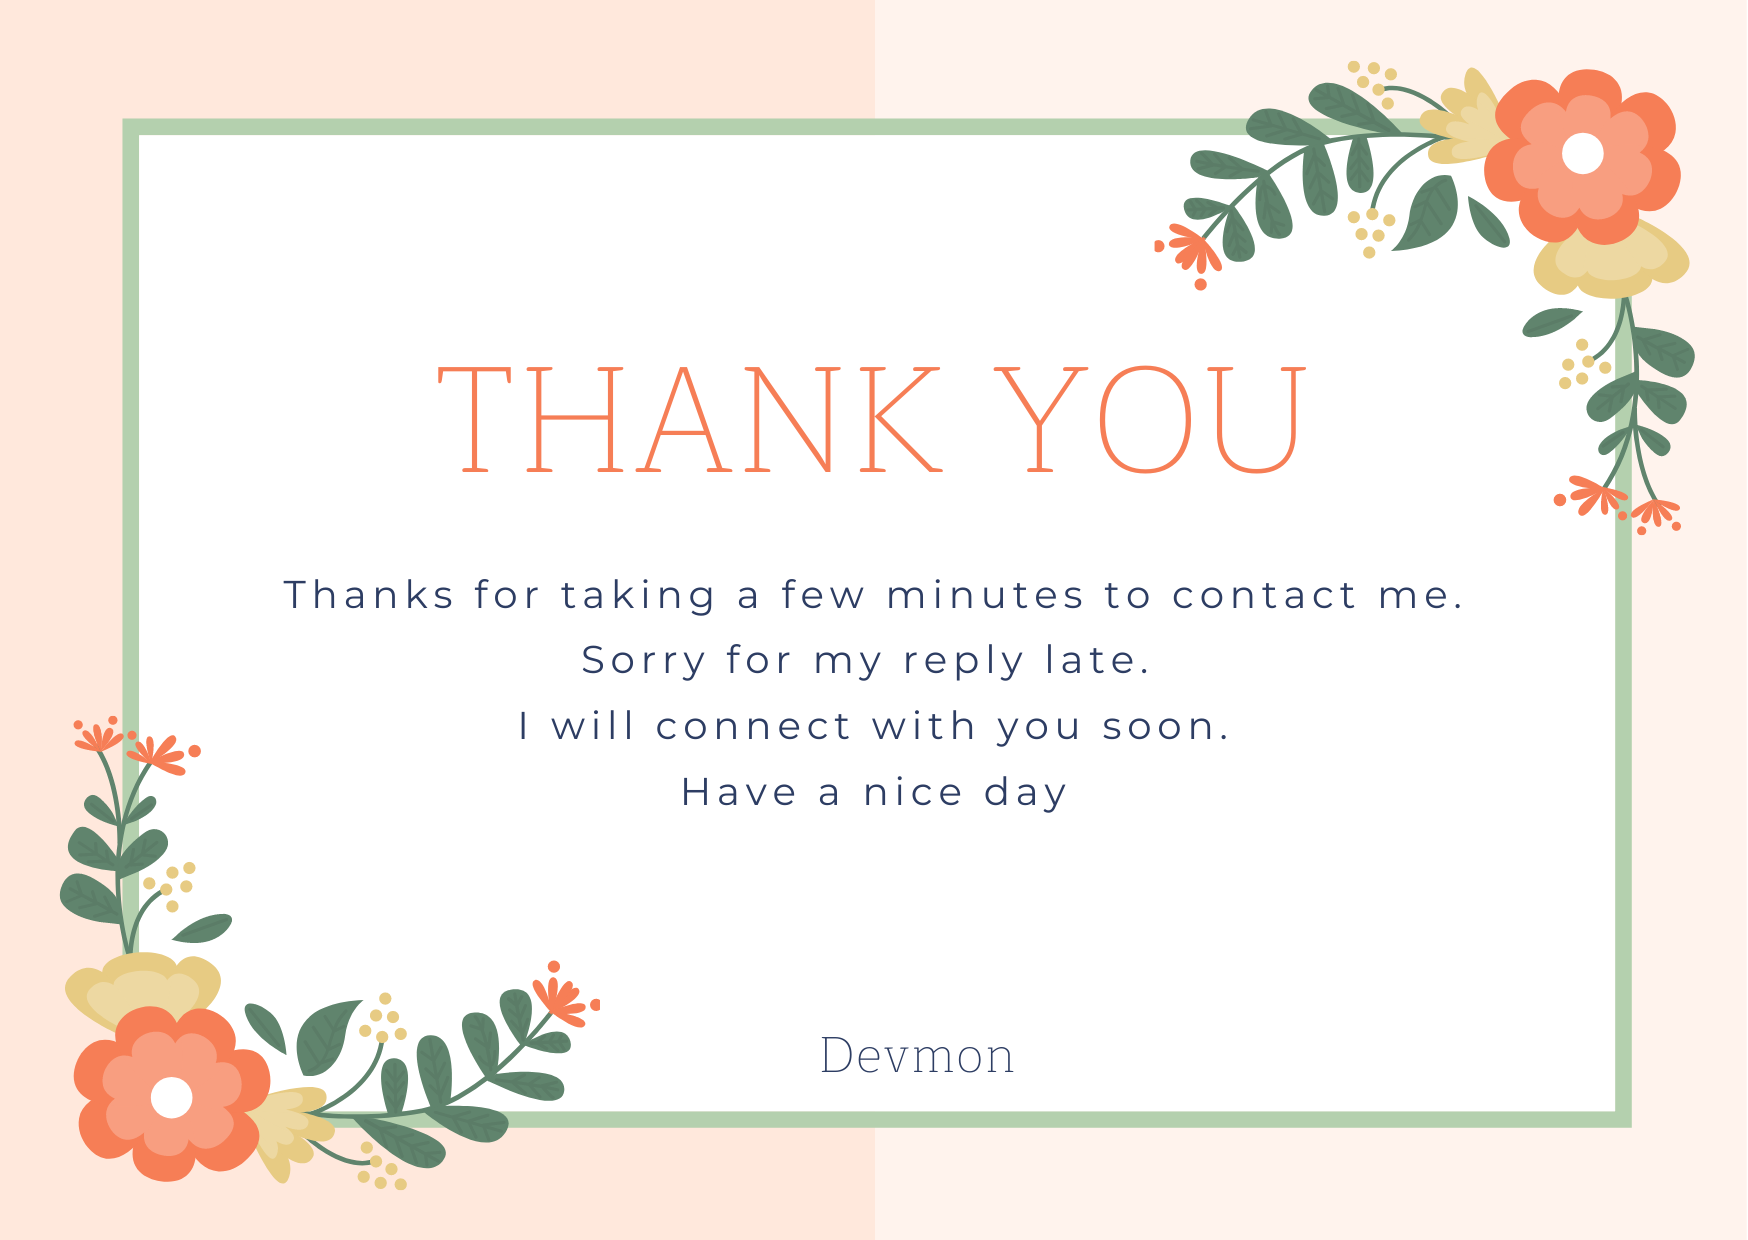 THANK YOU
Thanks for taking a few minutes to contact me.
Sorry for my reply late.
I will connect with you soon.
Have a nice day
Devmon